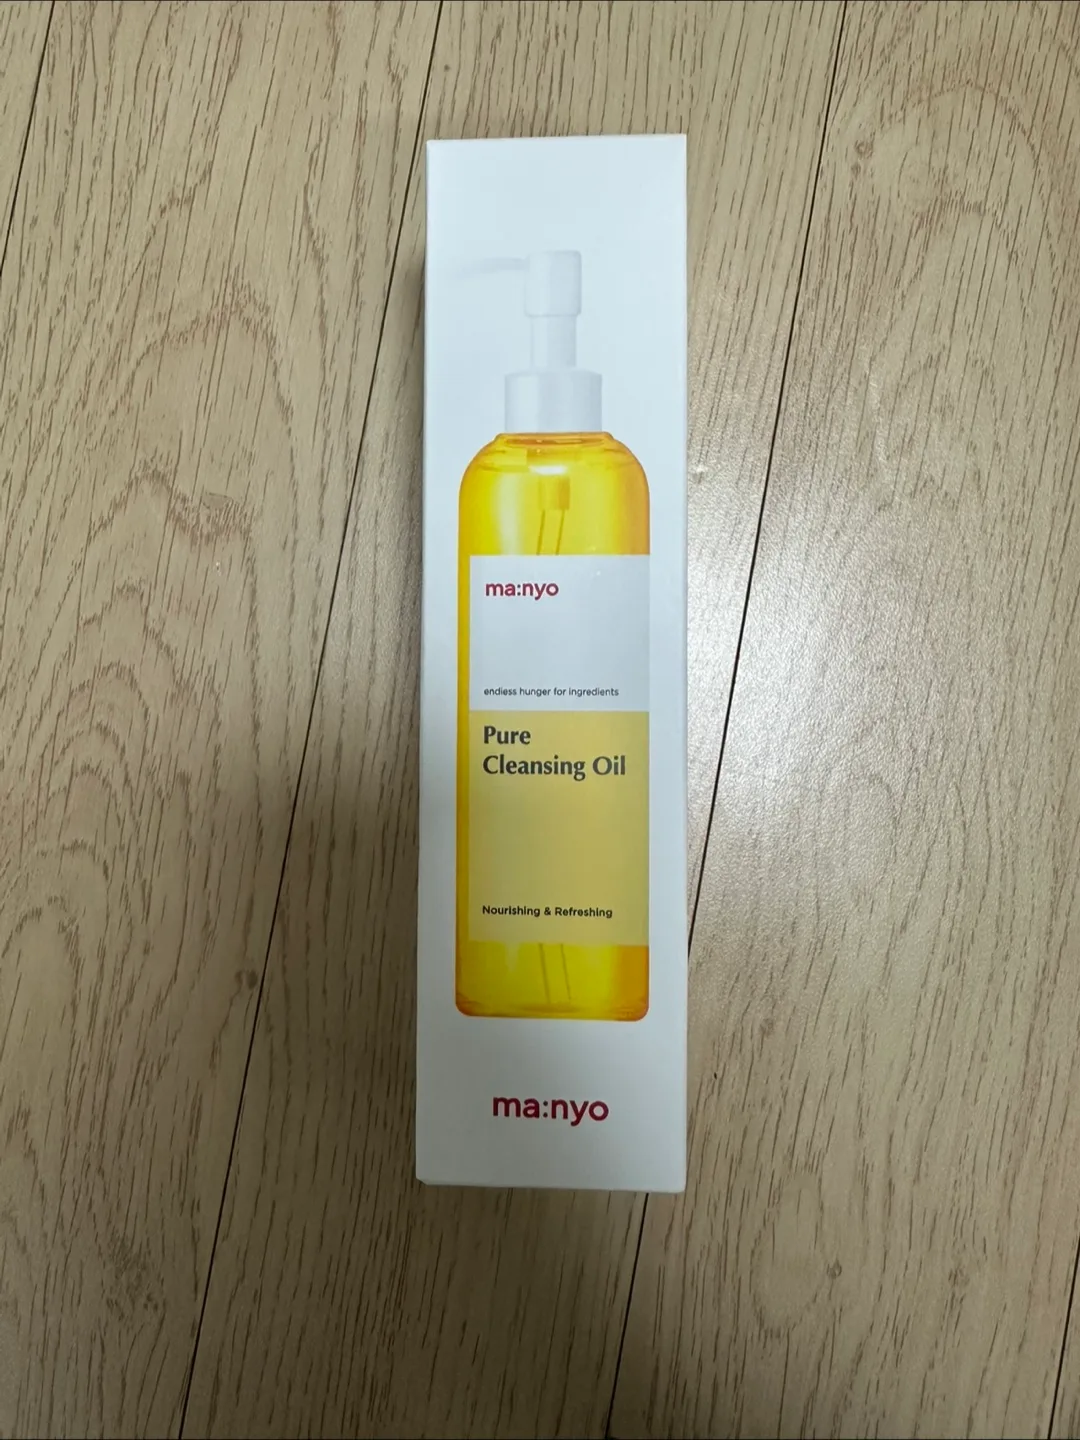 ma:nyo
endless hunger for ingredients
Pure
Cleansing Oil
Nourishing & Refreshing
ma:nyo